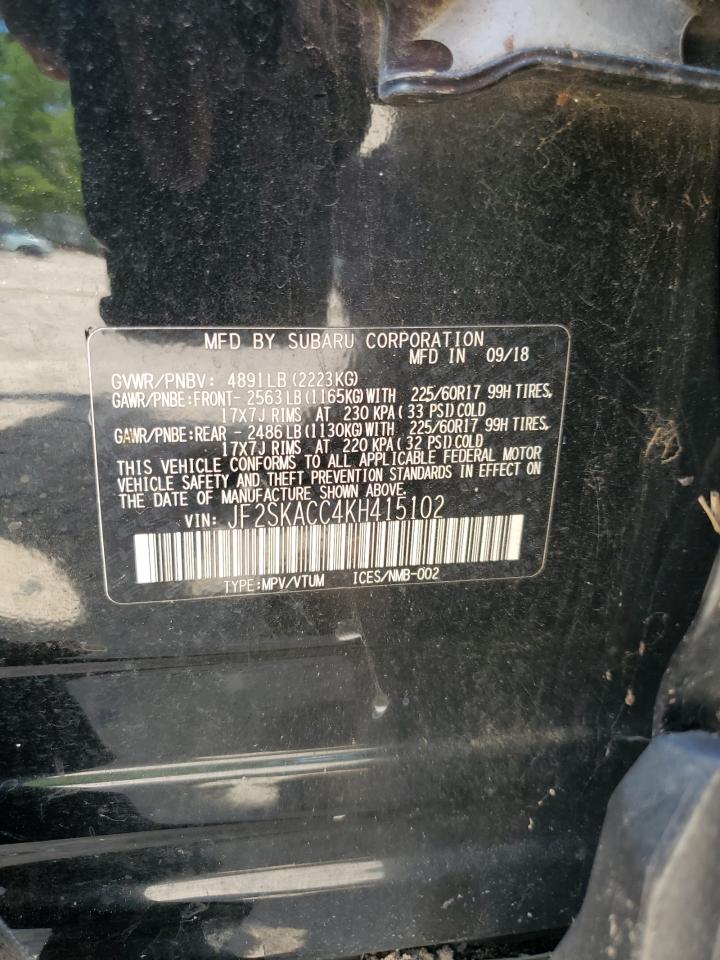 MFD BY SUBARU CORPORATION
MFD IN 09/18
GVWR/PNBV: 4891LB(2223KG)
GAWR/PNBE:FRONT- 2563LB(1165KG)WITH 225/60R17 99H TIRES,
17X7J RIMS AT 230 KPA(33 PSI)COLD
GAWR/PNBE:REAR - 2486LB(1130KG)WITH 225/60R17 99H TIRES,
17X7J RIMS AT 220 KPA(32 PSI)COLD
THIS VEHICLE CONFORMS TO ALL APPLICABLE FEDERAL MOTOR
VEHICLE SAFETY AND THEFT PREVENTION STANDARDS IN EFFECT ON
THE DATE OF MANUFACTURE SHOWN ABOVE.
VIN: JF2SKACC4KH415102
TYPE:MPV/VTUM ICES/NMB-002